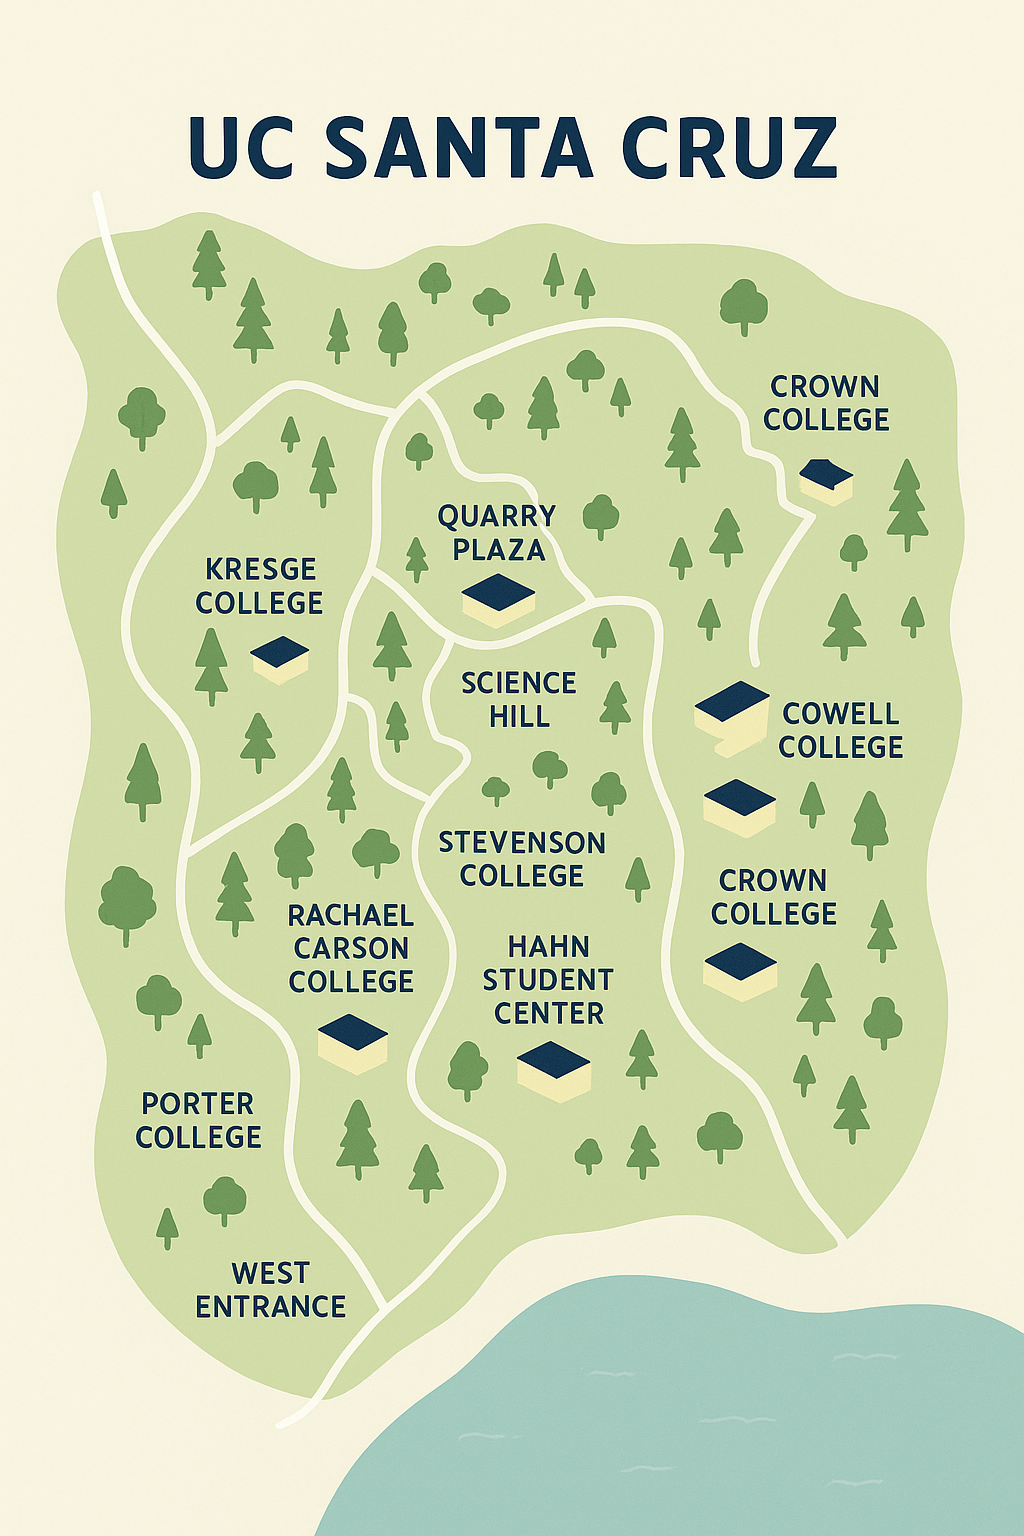 UC SANTA CRUZ
CROWN
COLLEGE
QUARRY
PLAZA
KRESGE
COLLEGE
SCIENCE
HILL
COWELL
COLLEGE
STEVENSON
COLLEGE
CROWN
COLLEGE
RACHAEL
CARSON
COLLEGE
HAHN
STUDENT
CENTER
PORTER
COLLEGE
WEST
ENTRANCE